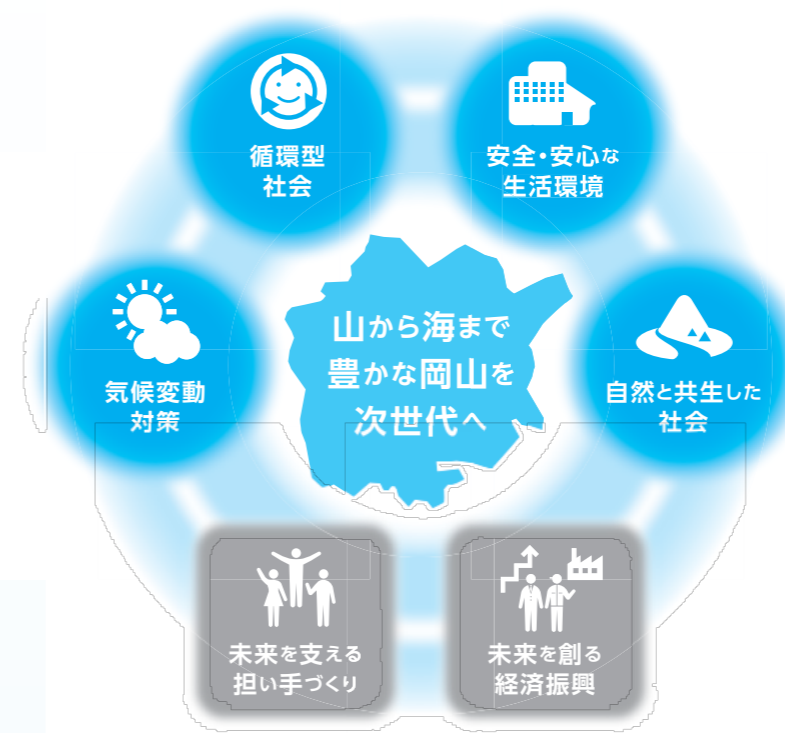 循環型
社会
安全・安心な
生活環境
山から海まで
豊かな岡山を
次世代へ
気候変動
対策
自然と共生した
社会
未来を支える
担い手づくり
未来を創る
経済振興